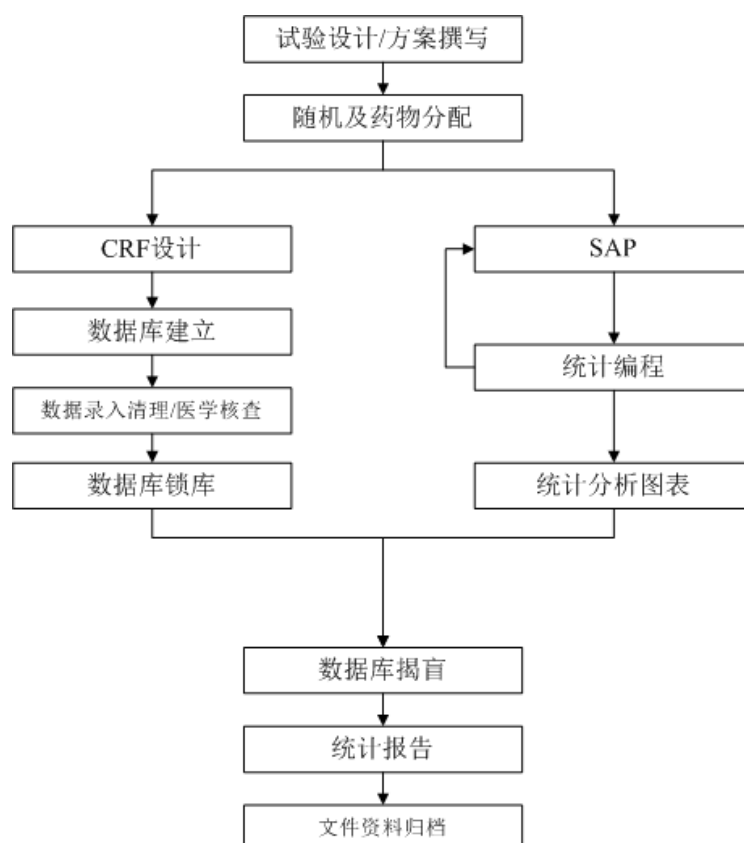 试验设计/方案撰写
随机及药物分配
CRF设计
SAP
数据库建立
统计编程
数据录入清理/医学核查
数据库锁库
统计分析图表
数据库揭盲
统计报告
文件资料归档